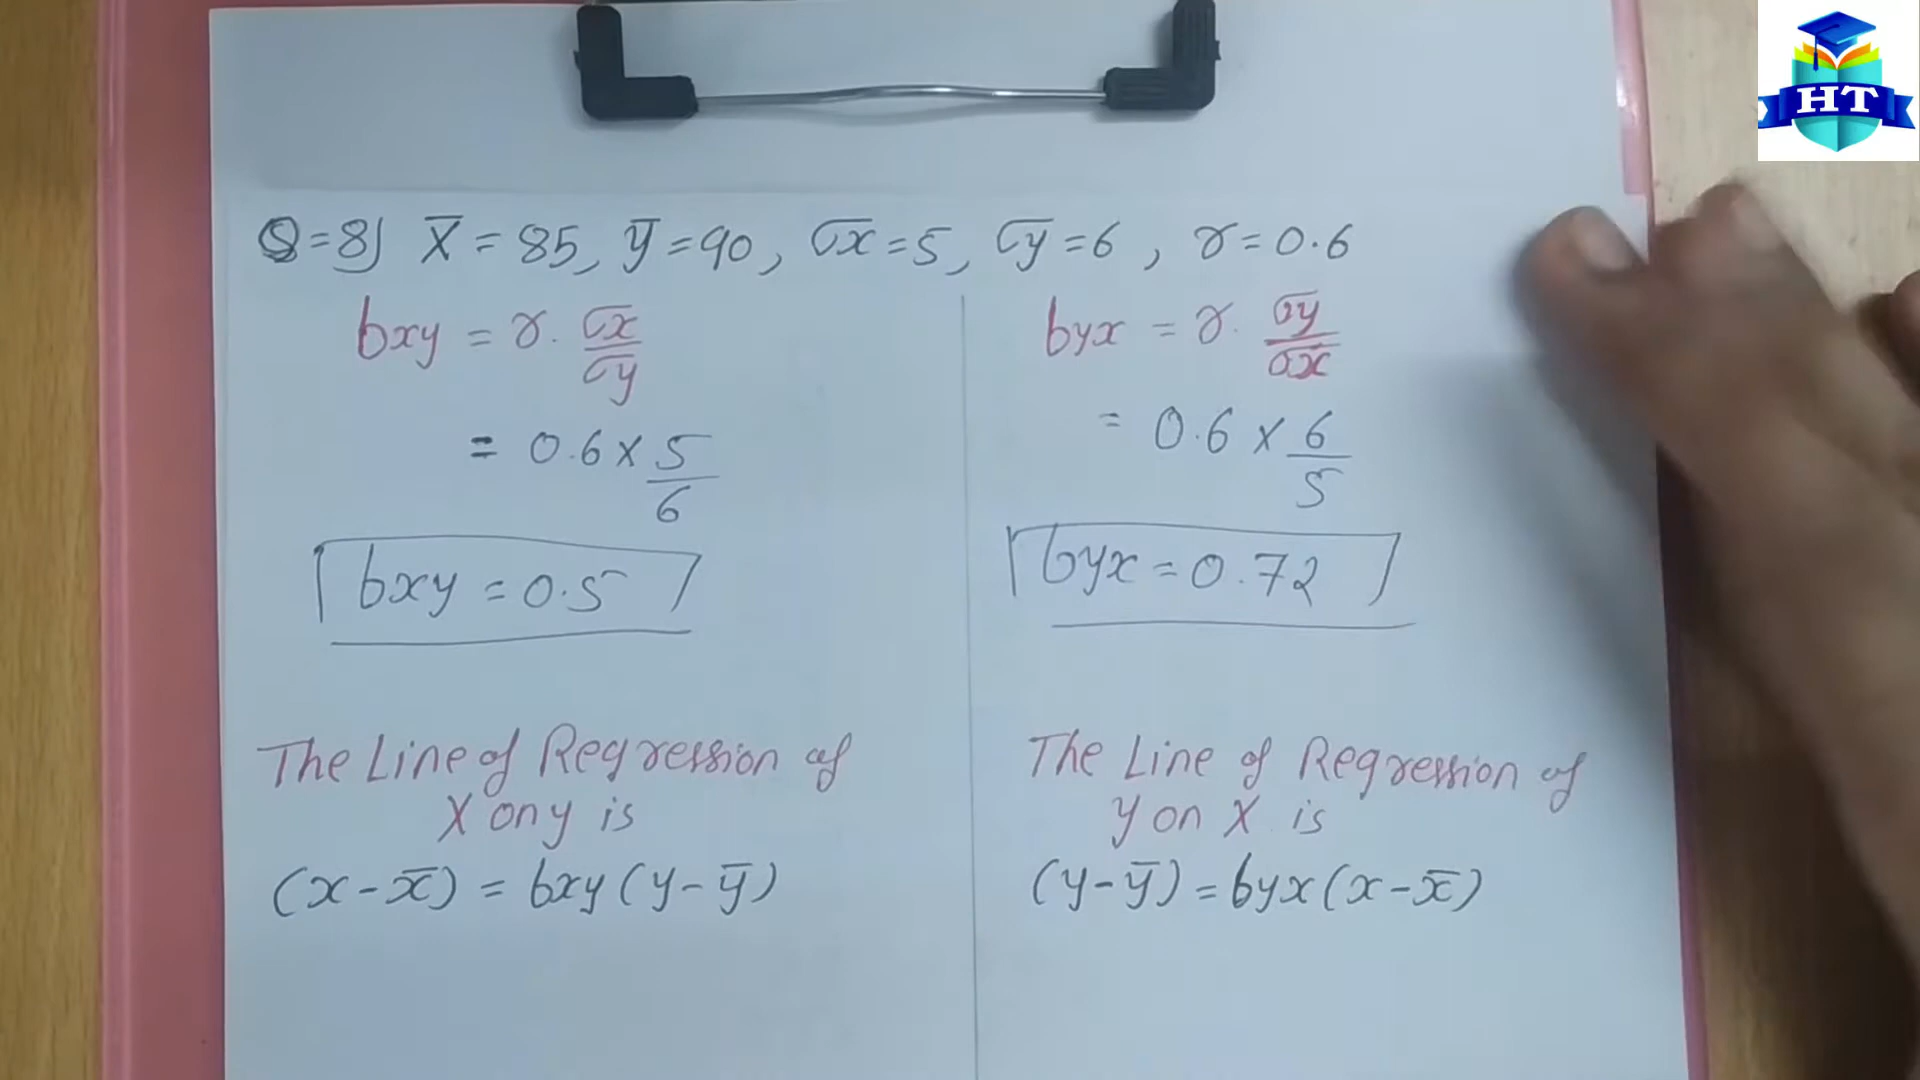 HT
Q=8) X̅ = 85, y̅ = 90, σx = 5, σy = 6, r = 0.6
bxy = r. σx/σy
= 0.6 x 5/6
bxy = 0.5
The Line of Regression of
X on y is
(x - x̅) = bxy (y - y̅)
byx = r. σy/σx
= 0.6 x 6/5
byx = 0.72
The Line of Regression of
y on X is
(y - y̅) = byx (x - x̅)